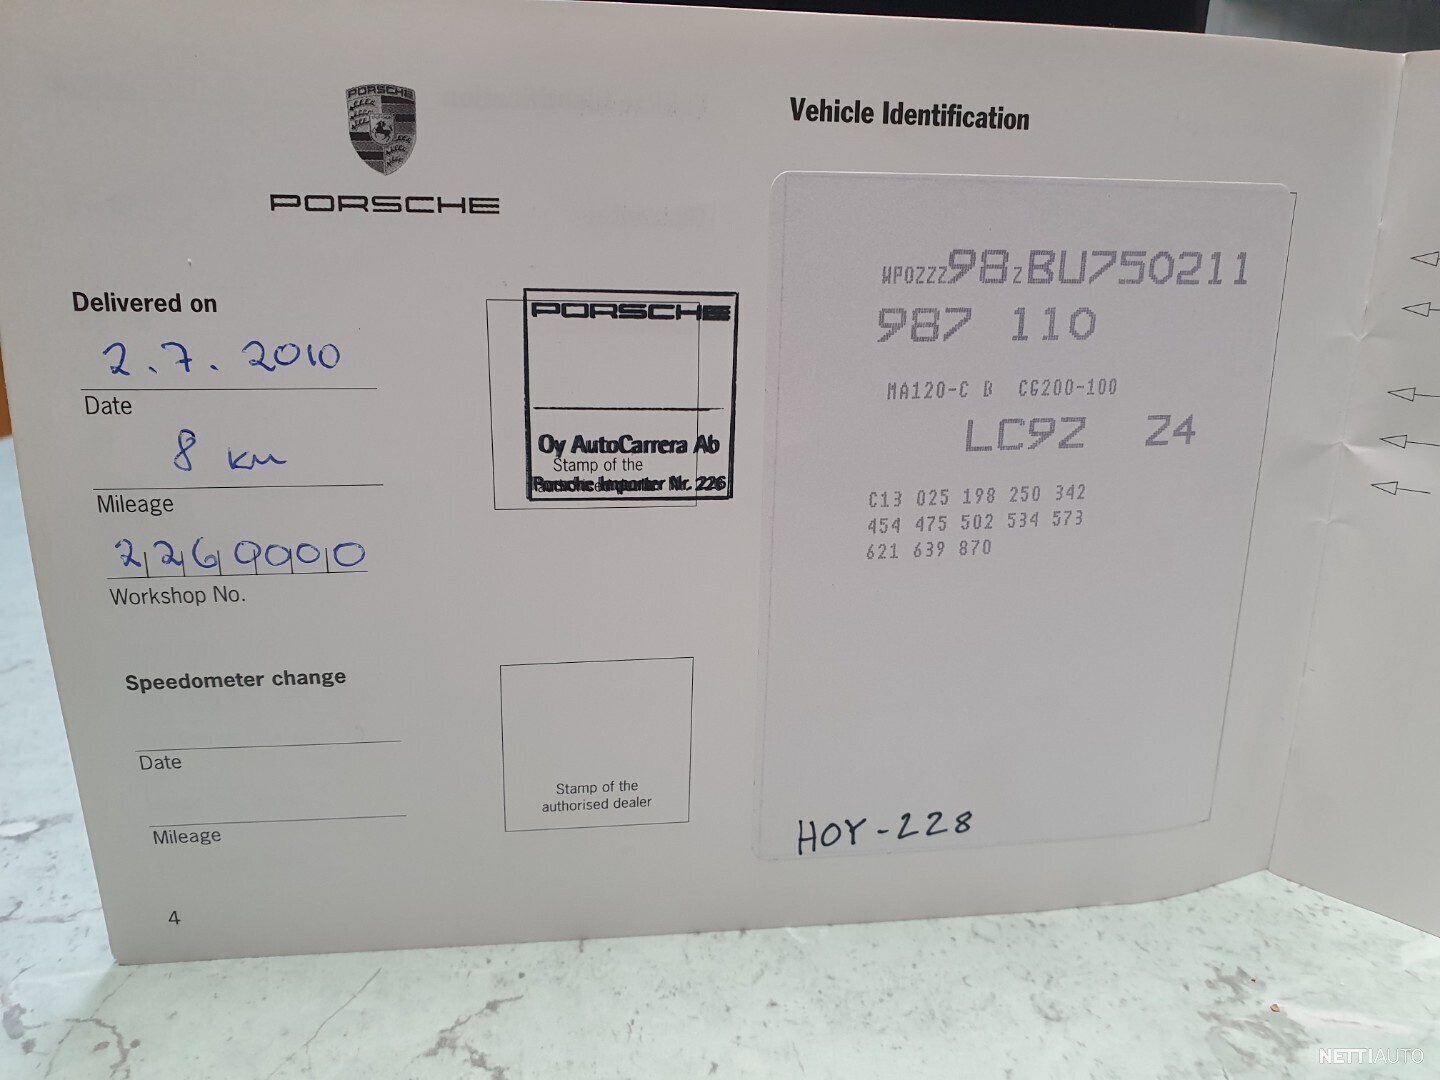 PORSCHE
PORSCHE
Delivered on
2.7.2010
Date
8 km
Mileage
2260000
Workshop No.
PORSCHE
Oy AutoCarrera Ab
Stamp of the
Porsche Importer Nr. 226
Speedometer change
Date
Mileage
Stamp of the
authorised dealer
4
Vehicle Identification
WP0ZZZ98ZBU750211
987 110
MA120-C B CG200-100
LC9Z Z4
C13 025 198 250 342
454 475 502 534 573
621 639 870
HOY-228
NETTIAUTO